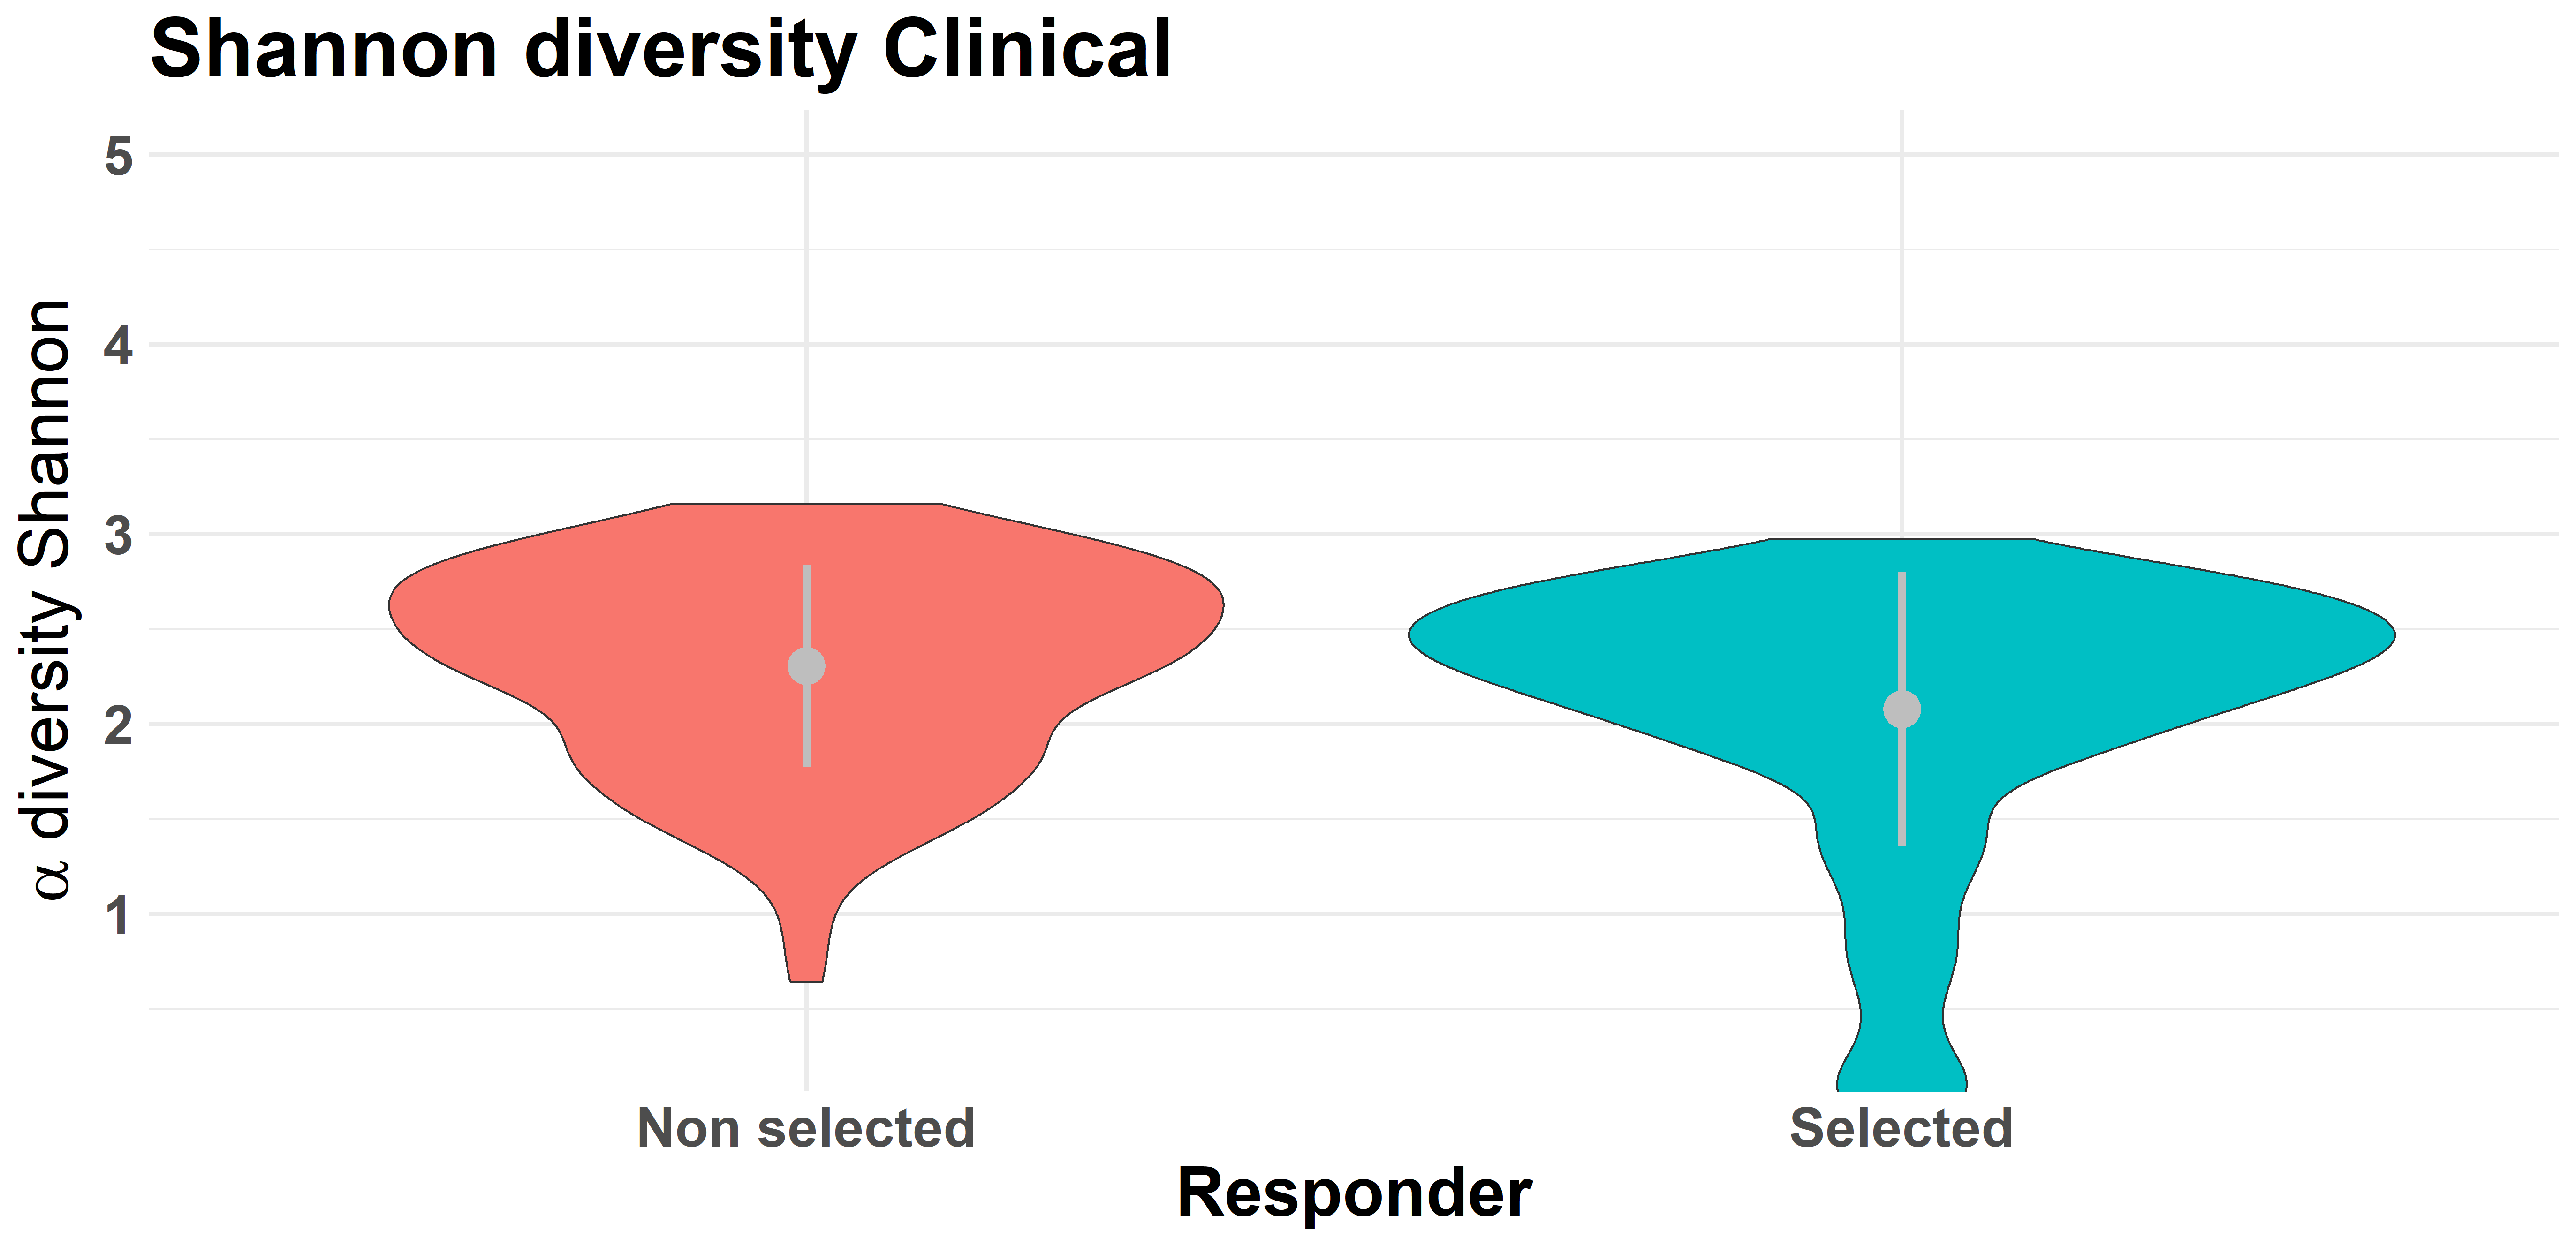 Shannon diversity Clinical
α diversity Shannon
5
4
3
2
1
Non selected
Selected
Responder